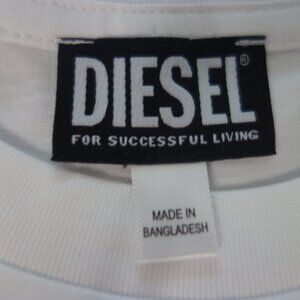 DIESEL®
FOR SUCCESSFUL LIVING
MADE IN
BANGLADESH